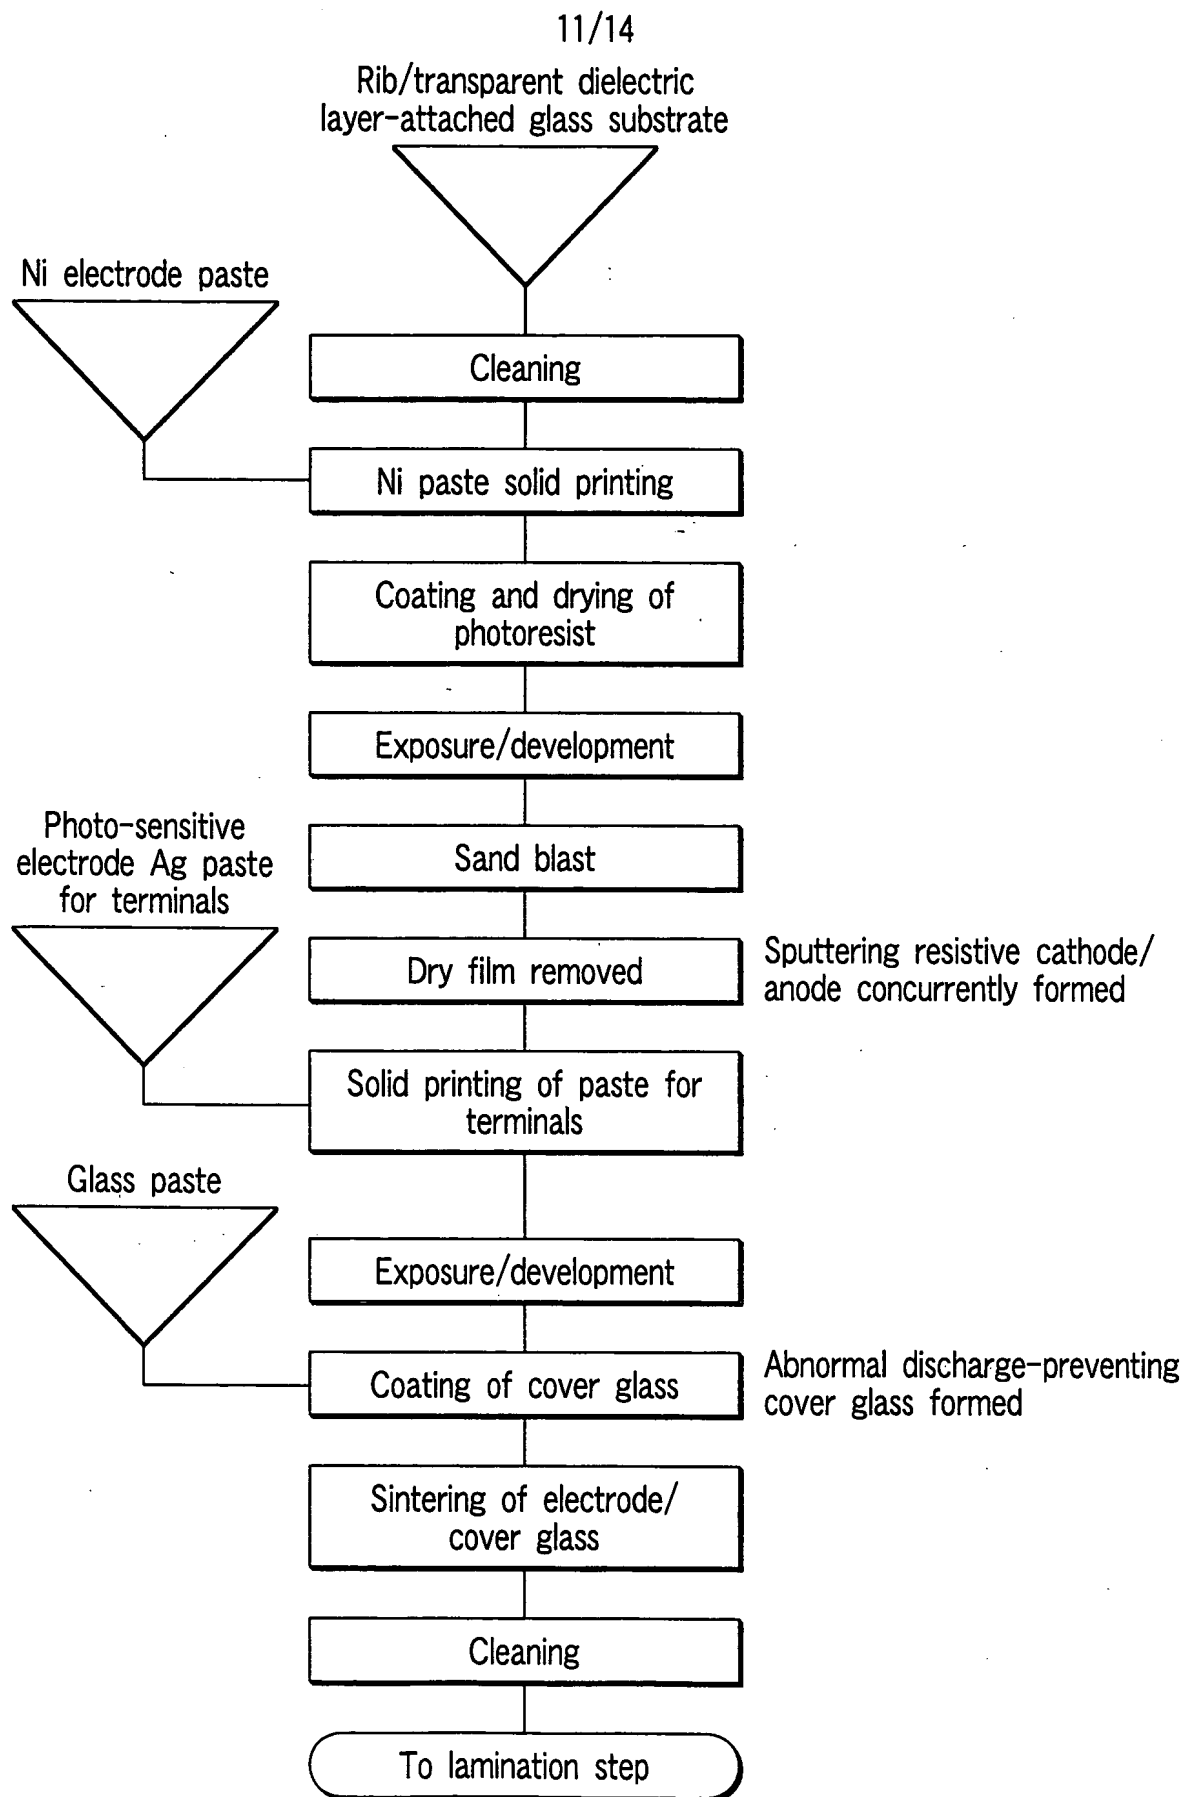 11/14
Rib/transparent dielectric
layer-attached glass substrate
Ni electrode paste
Cleaning
Ni paste solid printing
Coating and drying of
photoresist
Exposure/development
Photo-sensitive
electrode Ag paste
for terminals
Sand blast
Dry film removed
Sputtering resistive cathode/
anode concurrently formed
Solid printing of paste for
terminals
Glass paste
Exposure/development
Coating of cover glass
Abnormal discharge-preventing
cover glass formed
Sintering of electrode/
cover glass
Cleaning
To lamination step